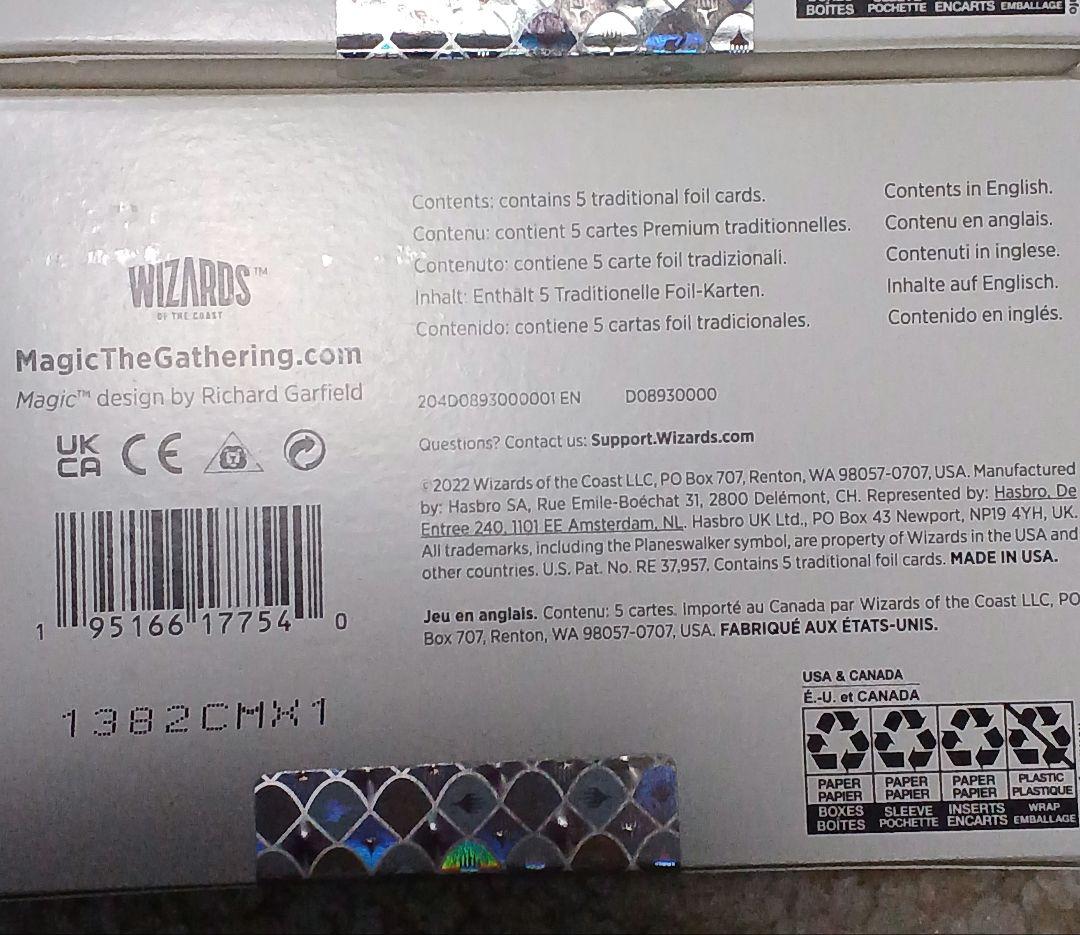 BOÎTES POCHETTE ENCARTS EMBALLAGE
WIZARDS™
OF THE COAST
MagicTheGathering.com
Magic™ design by Richard Garfield
UK
CA CE
1 95166 17754 0
1382CMX1
Contents: contains 5 traditional foil cards.
Contenu: contient 5 cartes Premium traditionnelles.
Contenuto: contiene 5 carte foil tradizionali.
Inhalt: Enthält 5 Traditionelle Foil-Karten.
Contenido: contiene 5 cartas foil tradicionales.
Contents in English.
Contenu en anglais.
Contenuti in inglese.
Inhalte auf Englisch.
Contenido en inglés.
204D0893000001 EN D08930000
Questions? Contact us: Support.Wizards.com
©2022 Wizards of the Coast LLC, PO Box 707, Renton, WA 98057-0707, USA. Manufactured
by: Hasbro SA, Rue Emile-Boéchat 31, 2800 Delémont, CH. Represented by: Hasbro, De
Entree 240, 1101 EE Amsterdam, NL. Hasbro UK Ltd., PO Box 43 Newport, NP19 4YH, UK.
All trademarks, including the Planeswalker symbol, are property of Wizards in the USA and
other countries. U.S. Pat. No. RE 37,957. Contains 5 traditional foil cards. MADE IN USA.
Jeu en anglais. Contenu: 5 cartes. Importé au Canada par Wizards of the Coast LLC, PO
Box 707, Renton, WA 98057-0707, USA. FABRIQUÉ AUX ÉTATS-UNIS.
USA & CANADA
É.-U. et CANADA
PAPER PAPER PAPER PLASTIC
PAPIER PAPIER PAPIER PLASTIQUE
BOXES SLEEVE INSERTS WRAP
BOÎTES POCHETTE ENCARTS EMBALLAGE